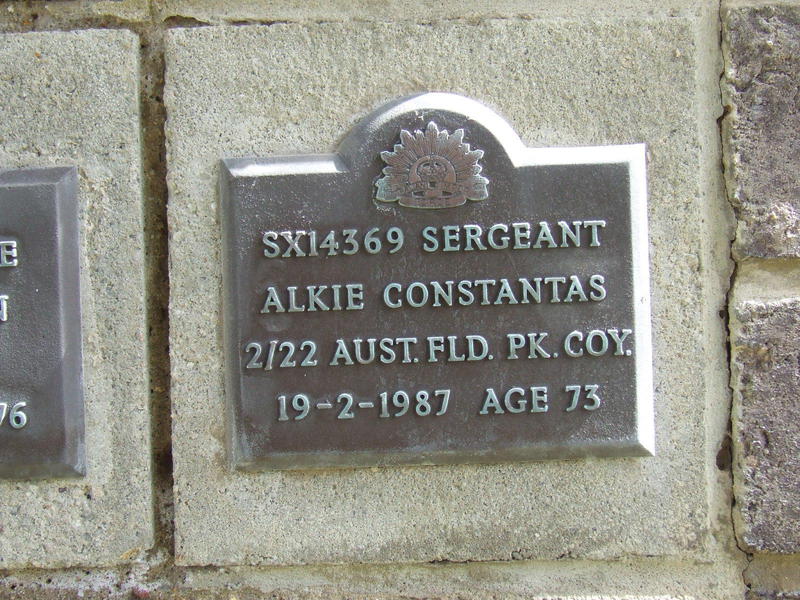 SX14369 SERGEANT
ALKIE CONSTANTAS
2/22 AUST. FLD. PK. COY.
19-2-1987 AGE 73